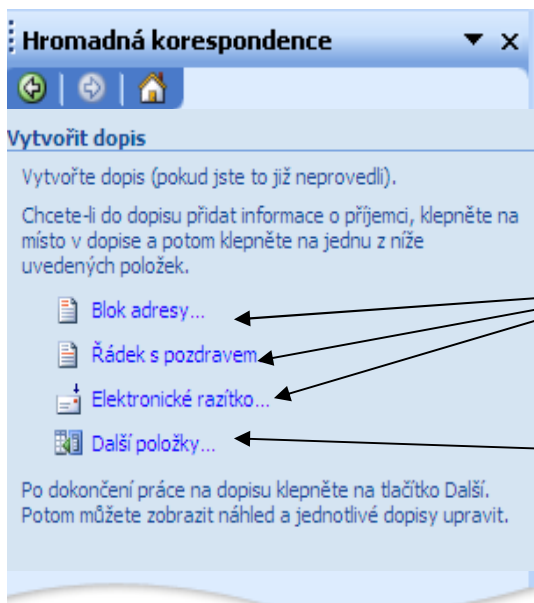 Hromadná korespondence
Vytvořit dopis
Vytvořte dopis (pokud jste to již neprovedli).
Chcete-li do dopisu přidat informace o příjemci, klepněte na
místo v dopise a potom klepněte na jednu z níže
uvedených položek.
Blok adresy...
Řádek s pozdravem
Elektronické razítko...
Další položky...
Po dokončení práce na dopisu klepněte na tlačítko Další.
Potom můžete zobrazit náhled a jednotlivé dopisy upravit.